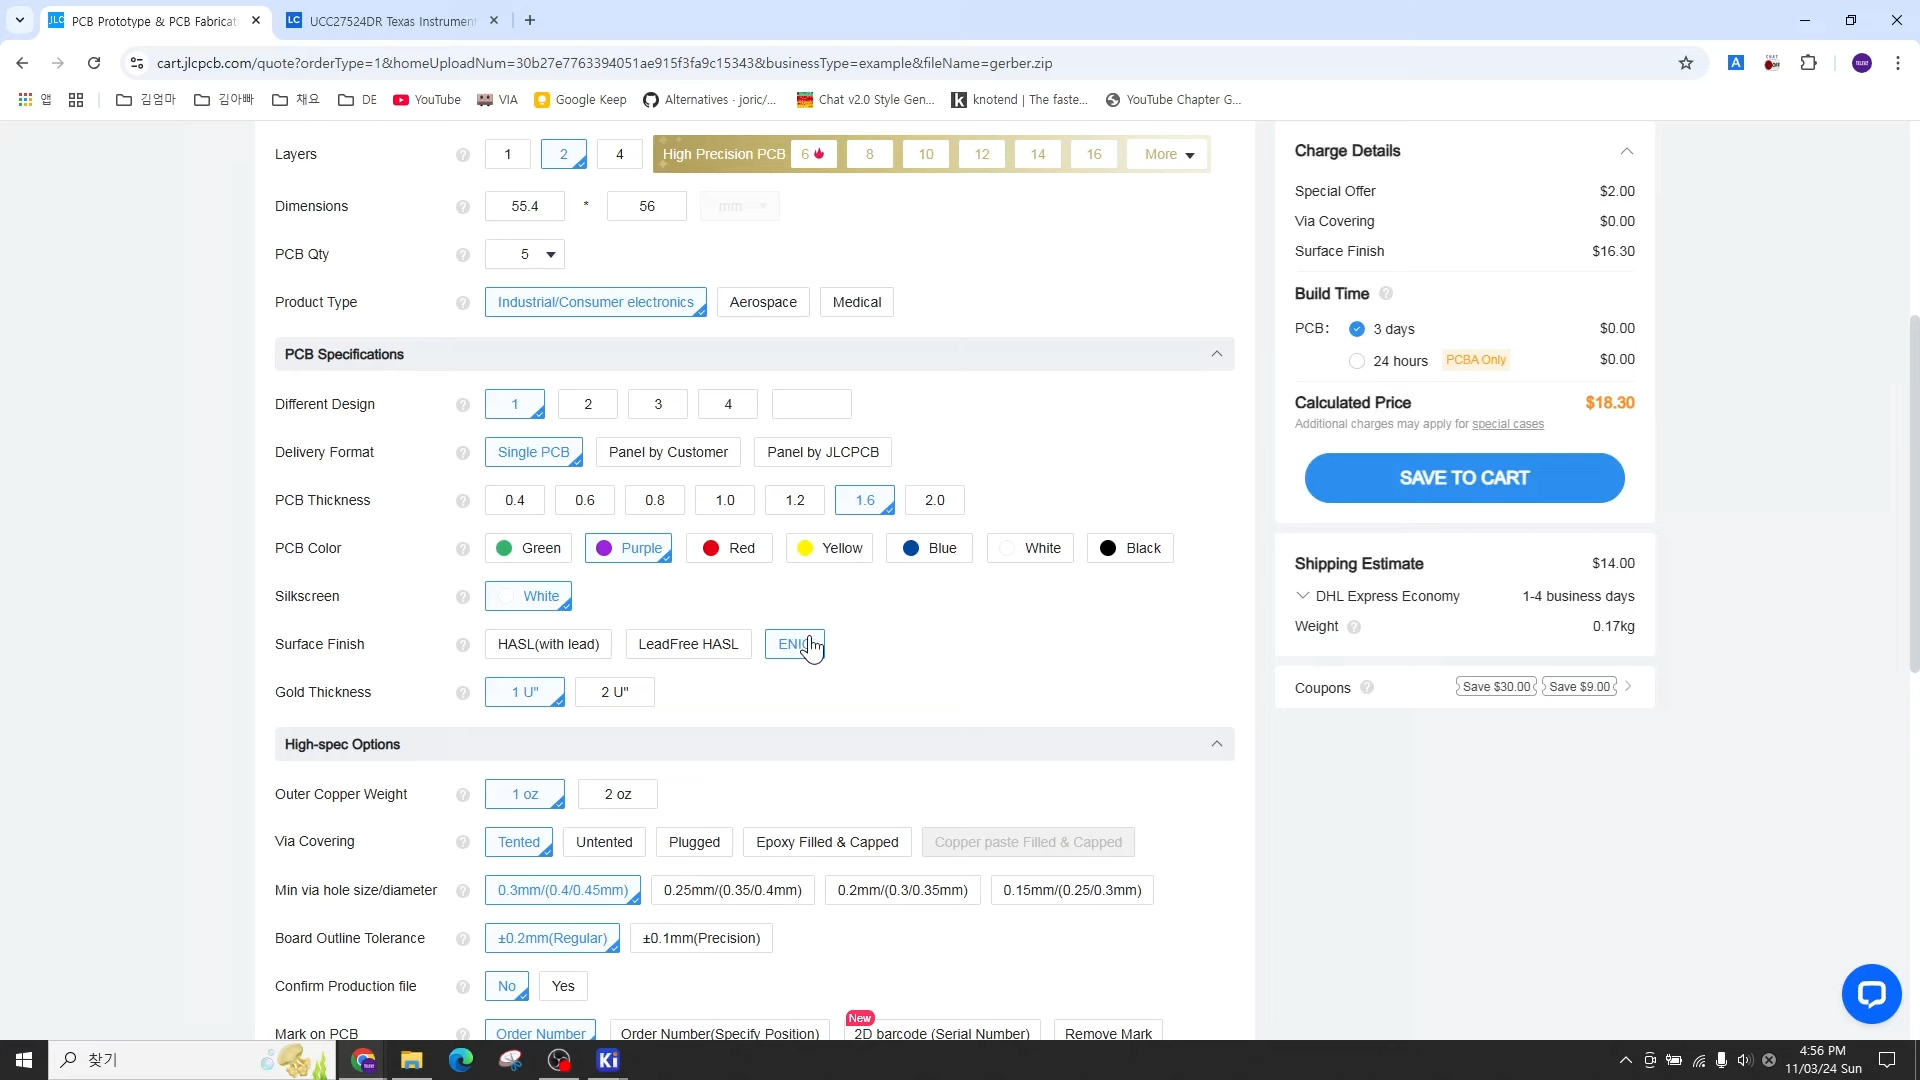 PCB Prototype & PCB Fabricat
UCC27524DR Texas Instrument
cart.jlcpcb.com/quote?orderType=1&homeUploadNum=30b27e7763394051ae915f3fa9c15343&businessType=example&fileName=gerber.zip
앱
김엄마
김아빠
채요
DE
YouTube
VIA
Google Keep
Alternatives · joric/...
Chat v2.0 Style Gen...
knotend | The faste...
YouTube Chapter G...
Layers 1 2 4 High Precision PCB 6 8 10 12 14 16 More
Dimensions 55.4 * 56 mm
PCB Qty 5
Product Type Industrial/Consumer electronics Aerospace Medical
PCB Specifications
Different Design 1 2 3 4
Delivery Format Single PCB Panel by Customer Panel by JLCPCB
PCB Thickness 0.4 0.6 0.8 1.0 1.2 1.6 2.0
PCB Color Green Purple Red Yellow Blue White Black
Silkscreen White
Surface Finish HASL(with lead) LeadFree HASL
Gold Thickness 1 U" 2 U"
High-spec Options
Outer Copper Weight 1 oz 2 oz
Via Covering Tented Untented Plugged Epoxy Filled & Capped Copper paste Filled & Capped
Min via hole size/diameter 0.3mm/(0.4/0.45mm) 0.25mm/(0.35/0.4mm) 0.2mm/(0.3/0.35mm) 0.15mm/(0.25/0.3mm)
Board Outline Tolerance ±0.2mm(Regular) ±0.1mm(Precision)
Confirm Production file No Yes
New
Mark on PCB Order Number Order Number(Specify Position) 2D barcode (Serial Number) Remove Mark
Charge Details
Special Offer $2.00
Via Covering $0.00
Surface Finish $16.30
Build Time
PCB: 3 days $0.00
24 hours PCBA Only $0.00
Calculated Price $18.30
Additional charges may apply for special cases
SAVE TO CART
Shipping Estimate $14.00
DHL Express Economy 1-4 business days
Weight 0.17kg
Coupons Save $30.00 Save $9.00
찾기
Ki
4:56 PM
11/03/24 Sun